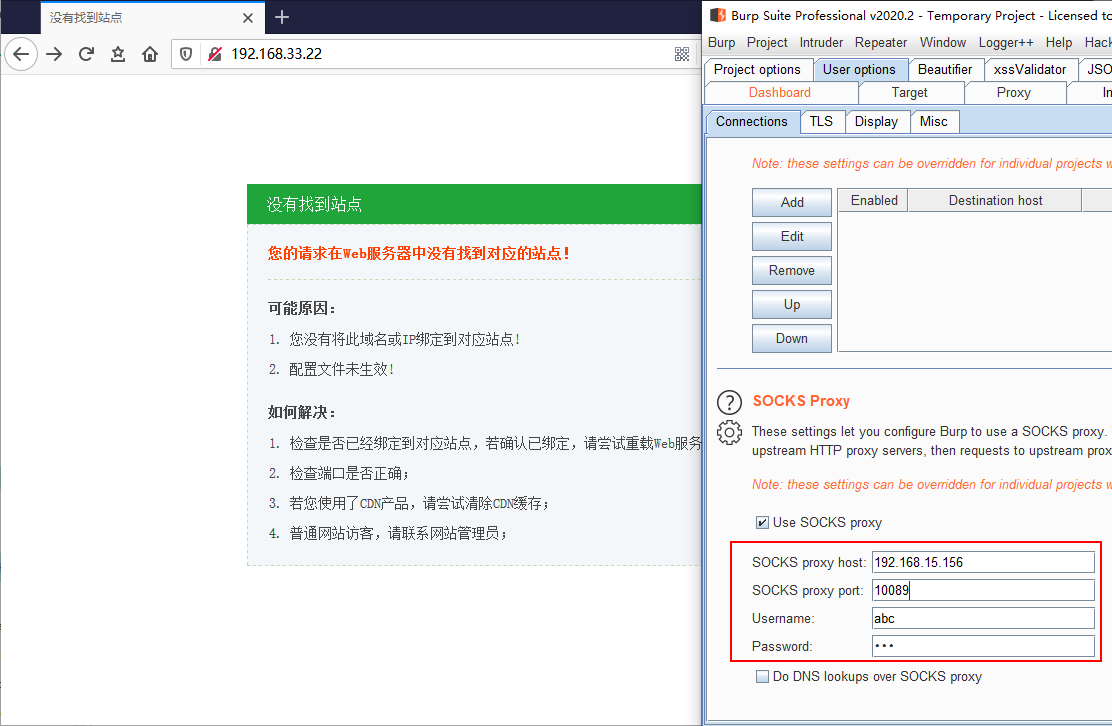 没有找到站点
192.168.33.22
没有找到站点
您的请求在Web服务器中没有找到对应的站点！
可能原因：
1. 您没有将此域名或IP绑定到对应站点!
2. 配置文件未生效!
如何解决：
1. 检查是否已经绑定到对应站点，若确认已绑定，请尝试重载Web服务
2. 检查端口是否正确；
3. 若您使用了CDN产品，请尝试清除CDN缓存；
4. 普通网站访客，请联系网站管理员；
Burp Suite Professional v2020.2 - Temporary Project - Licensed to
Burp Project Intruder Repeater Window Logger++ Help Hack
Project options User options Beautifier xssValidator JSO
Dashboard Target Proxy In
Connections TLS Display Misc
Note: these settings can be overridden for individual projects w
Add
Enabled Destination host
Edit
Remove
Up
Down
SOCKS Proxy
These settings let you configure Burp to use a SOCKS proxy.
upstream HTTP proxy servers, then requests to upstream prox
Note: these settings can be overridden for individual projects w
Use SOCKS proxy
SOCKS proxy host: 192.168.15.156
SOCKS proxy port: 10089
Username: abc
Password: •••
Do DNS lookups over SOCKS proxy